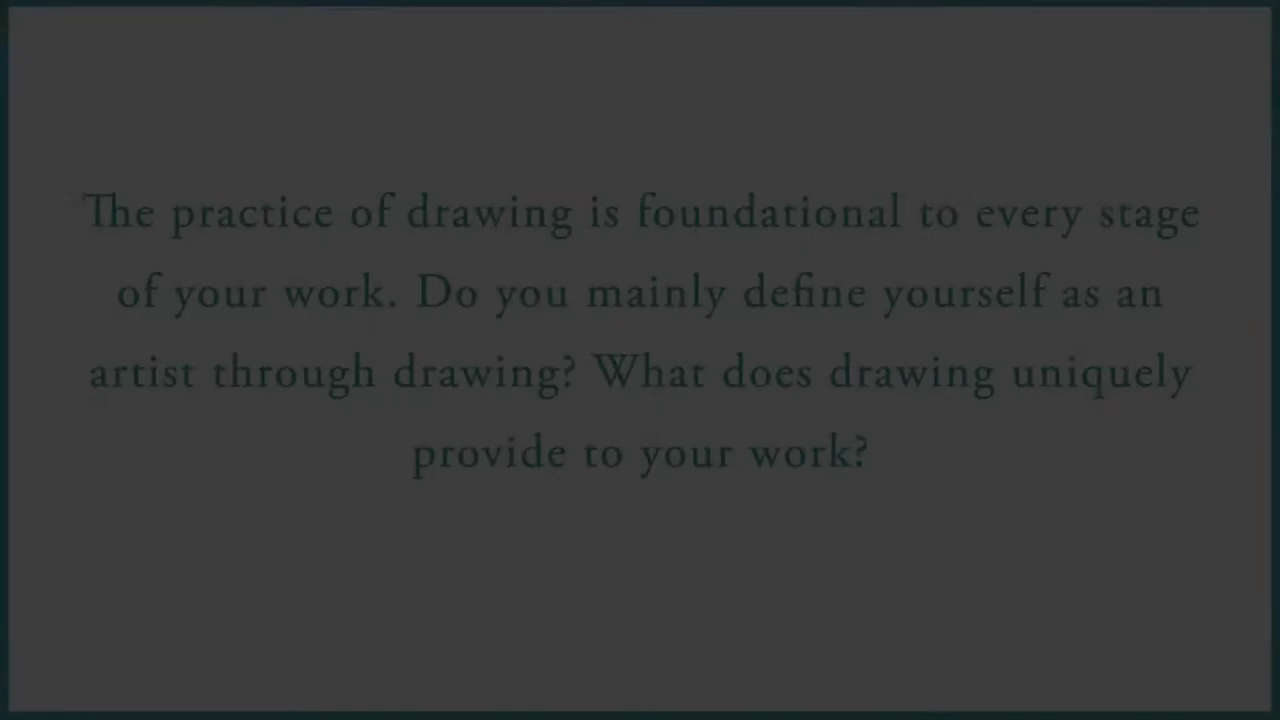 The practice of drawing is foundational to every stage
of your work. Do you mainly define yourself as an
artist through drawing? What does drawing uniquely
provide to your work?